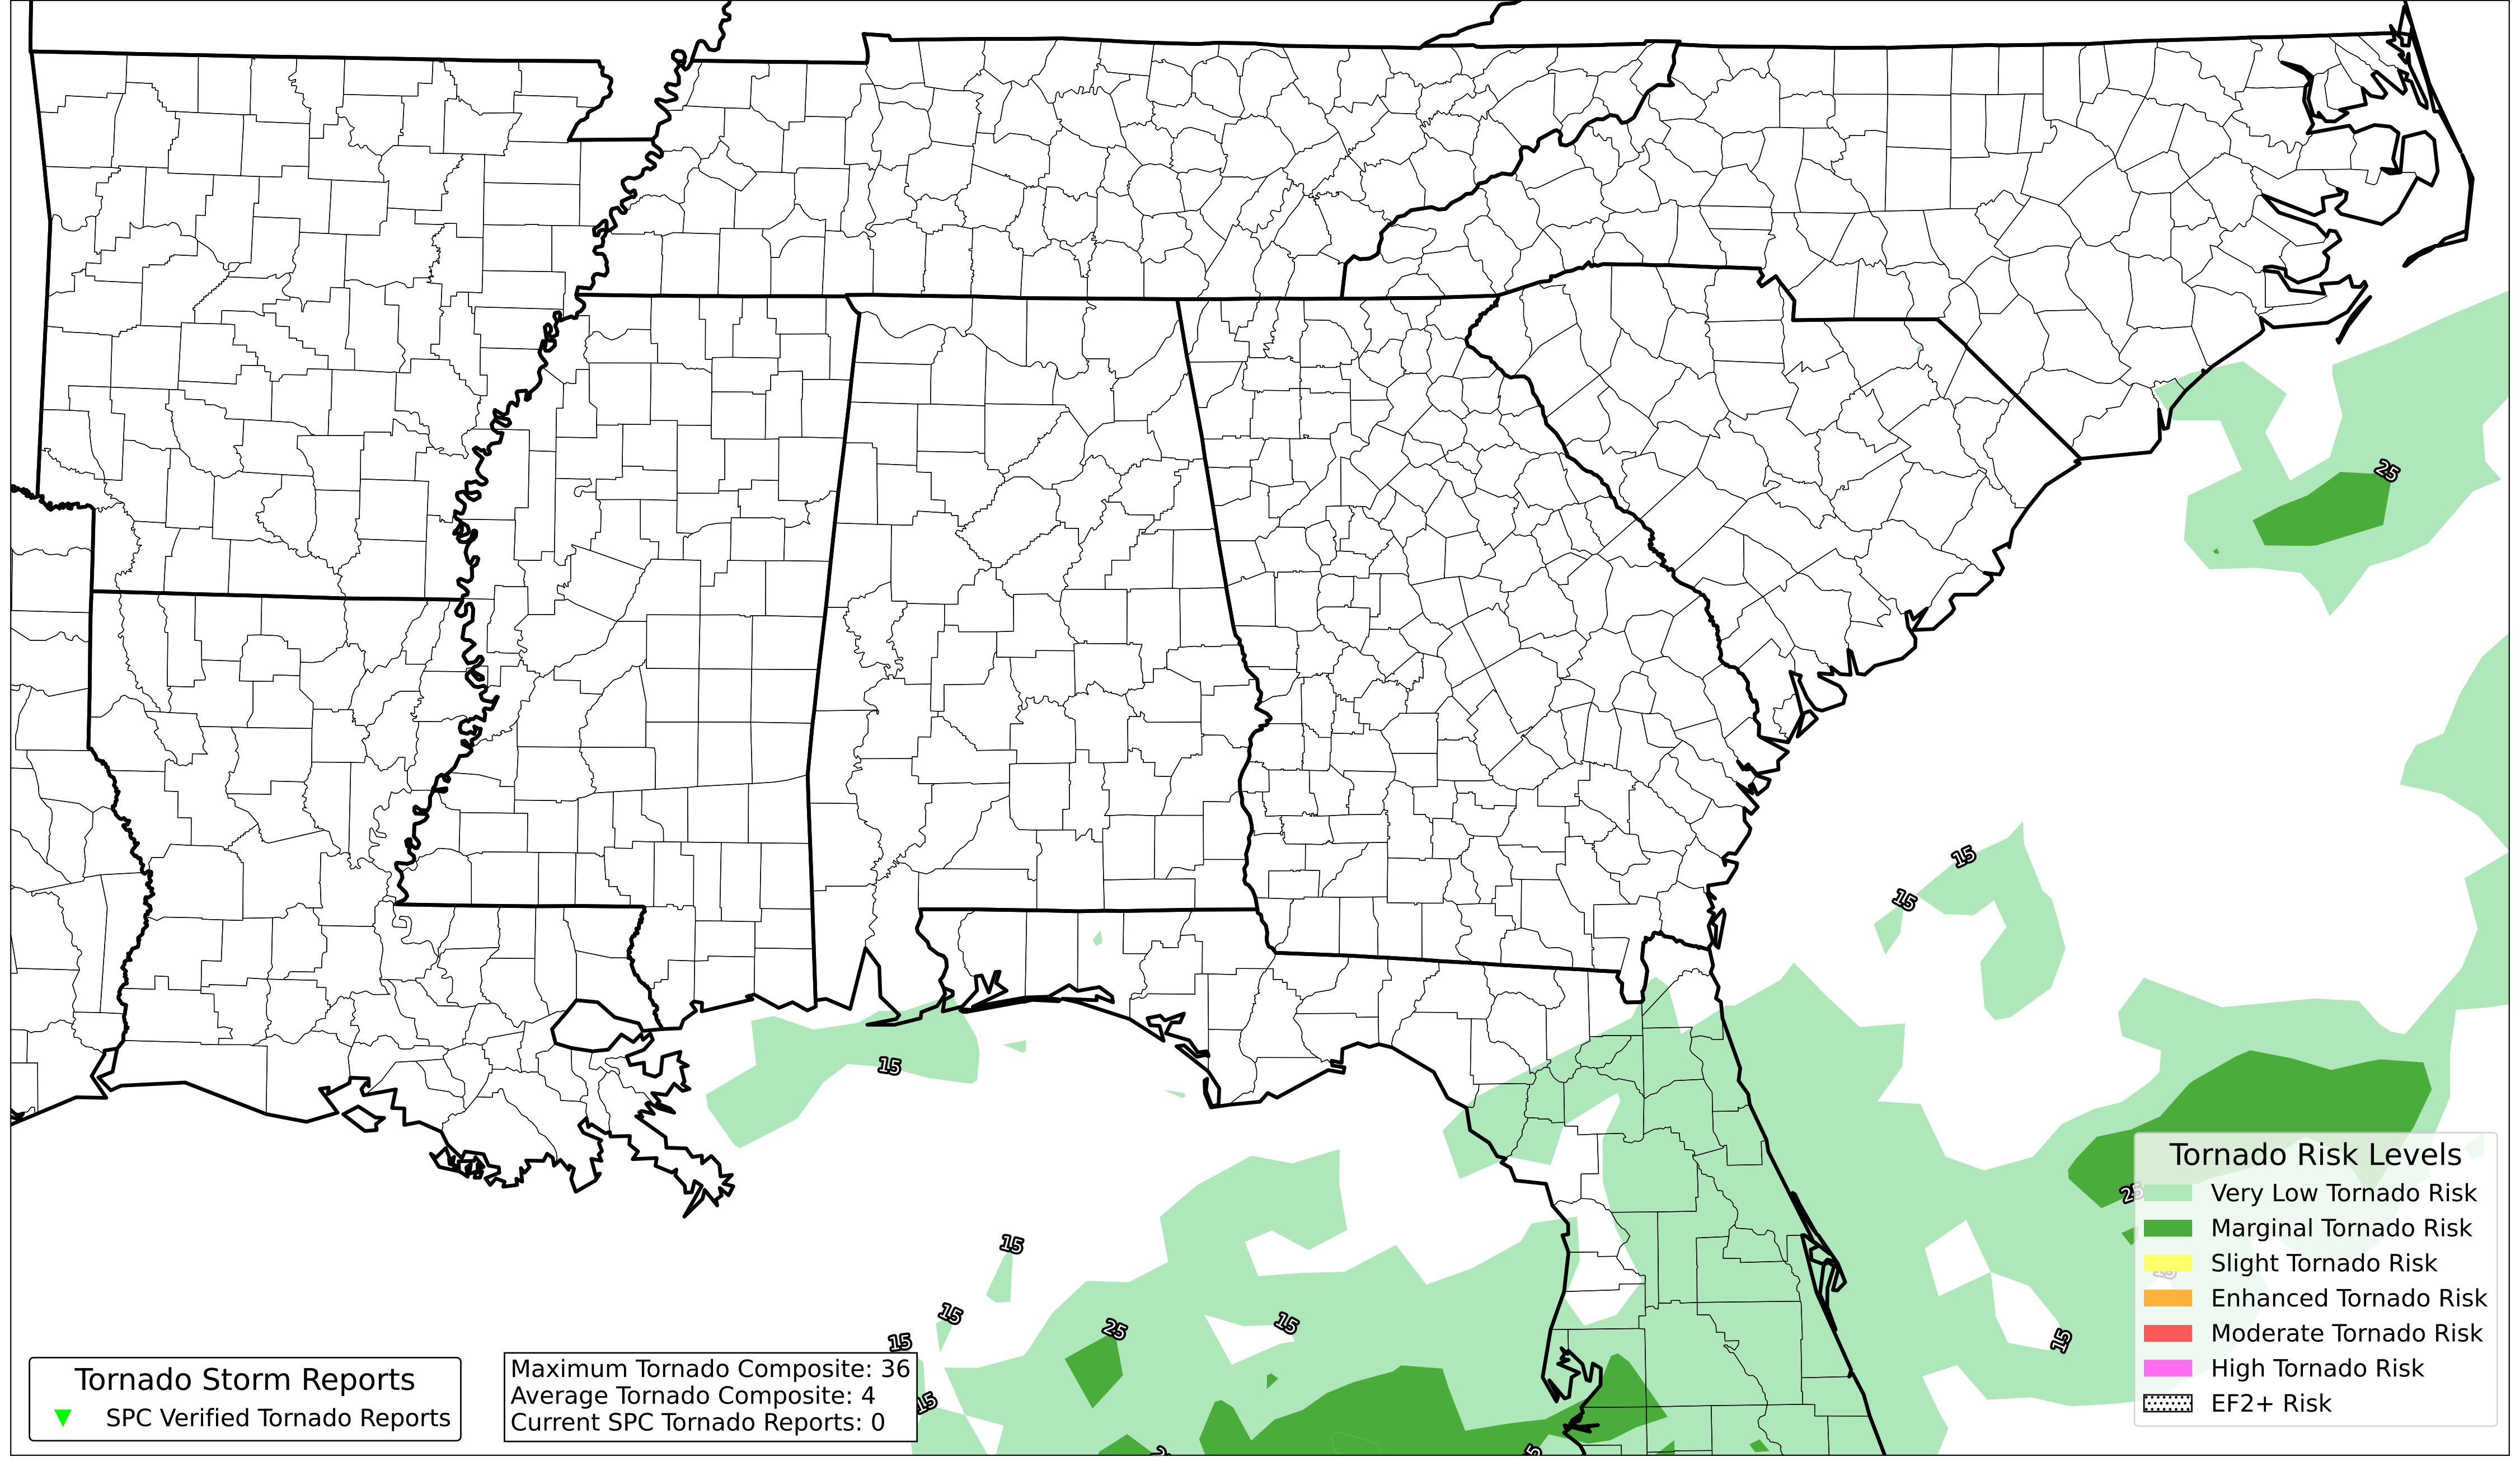 25
15
15
15
Tornado Risk Levels
Very Low Tornado Risk
Marginal Tornado Risk
Slight Tornado Risk
Enhanced Tornado Risk
Moderate Tornado Risk
High Tornado Risk
EF2+ Risk
25
15
15
15
25
15
15
15
15
Tornado Storm Reports
SPC Verified Tornado Reports
Maximum Tornado Composite: 36
Average Tornado Composite: 4
Current SPC Tornado Reports: 0